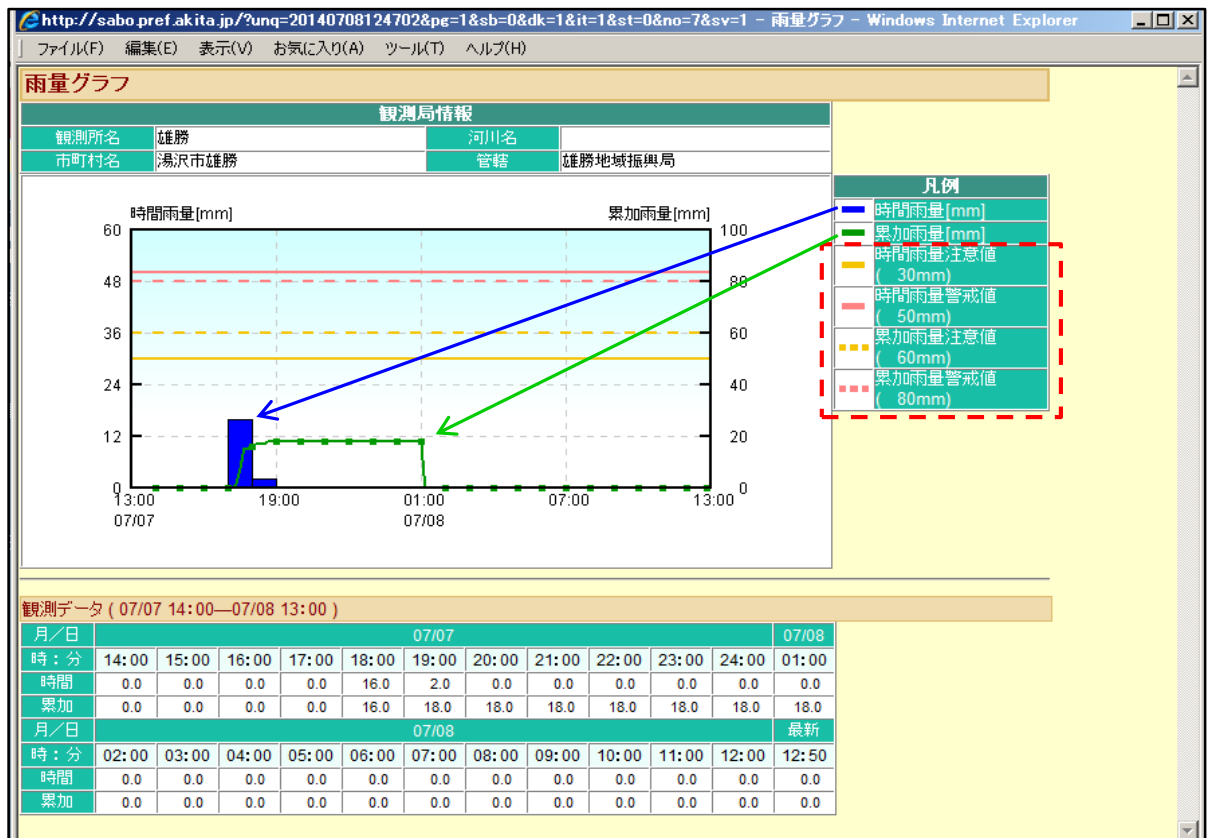 http://sabo.pref.akita.jp/?unq=20140708124702&pg=1&sb=0&dk=1&it=1&st=0&no=7&sv=1 - 雨量グラフ - Windows Internet Explorer
ファイル(F) 編集(E) 表示(V) お気に入り(A) ツール(T) ヘルプ(H)
雨量グラフ
観測局情報
観測所名 雄勝 河川名
市町村名 湯沢市雄勝 管轄 雄勝地域振興局
凡例
時間雨量[mm]
累加雨量[mm]
時間雨量注意値
( 30mm)
時間雨量警戒値
( 50mm)
累加雨量注意値
( 60mm)
累加雨量警戒値
( 80mm)
時間雨量[mm] 累加雨量[mm]
60 100
48 80
36 60
24 40
12 20
0 0
13:00 19:00 01:00 07:00 13:00
07/07 07/08
観測データ ( 07/07 14:00―07/08 13:00 )
月/日 07/07 07/08
時:分 14:00 15:00 16:00 17:00 18:00 19:00 20:00 21:00 22:00 23:00 24:00 01:00
時間 0.0 0.0 0.0 0.0 16.0 2.0 0.0 0.0 0.0 0.0 0.0 0.0
累加 0.0 0.0 0.0 0.0 16.0 18.0 18.0 18.0 18.0 18.0 18.0 18.0
月/日 07/08 最新
時:分 02:00 03:00 04:00 05:00 06:00 07:00 08:00 09:00 10:00 11:00 12:00 12:50
時間 0.0 0.0 0.0 0.0 0.0 0.0 0.0 0.0 0.0 0.0 0.0 0.0
累加 0.0 0.0 0.0 0.0 0.0 0.0 0.0 0.0 0.0 0.0 0.0 0.0